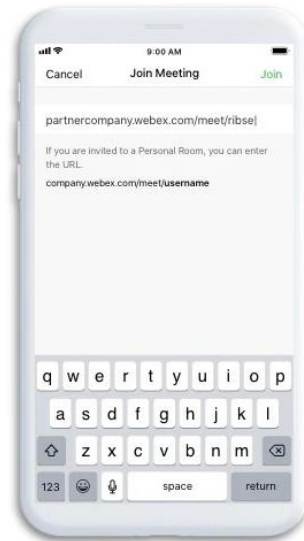 9:00 AM
Cancel Join Meeting Join
partnercompany.webex.com/meet/ribse
If you are invited to a Personal Room, you can enter
the URL.
company.webex.com/meet/username
q w e r t y u i o p
a s d f g h j k l
z x c v b n m
123 space return